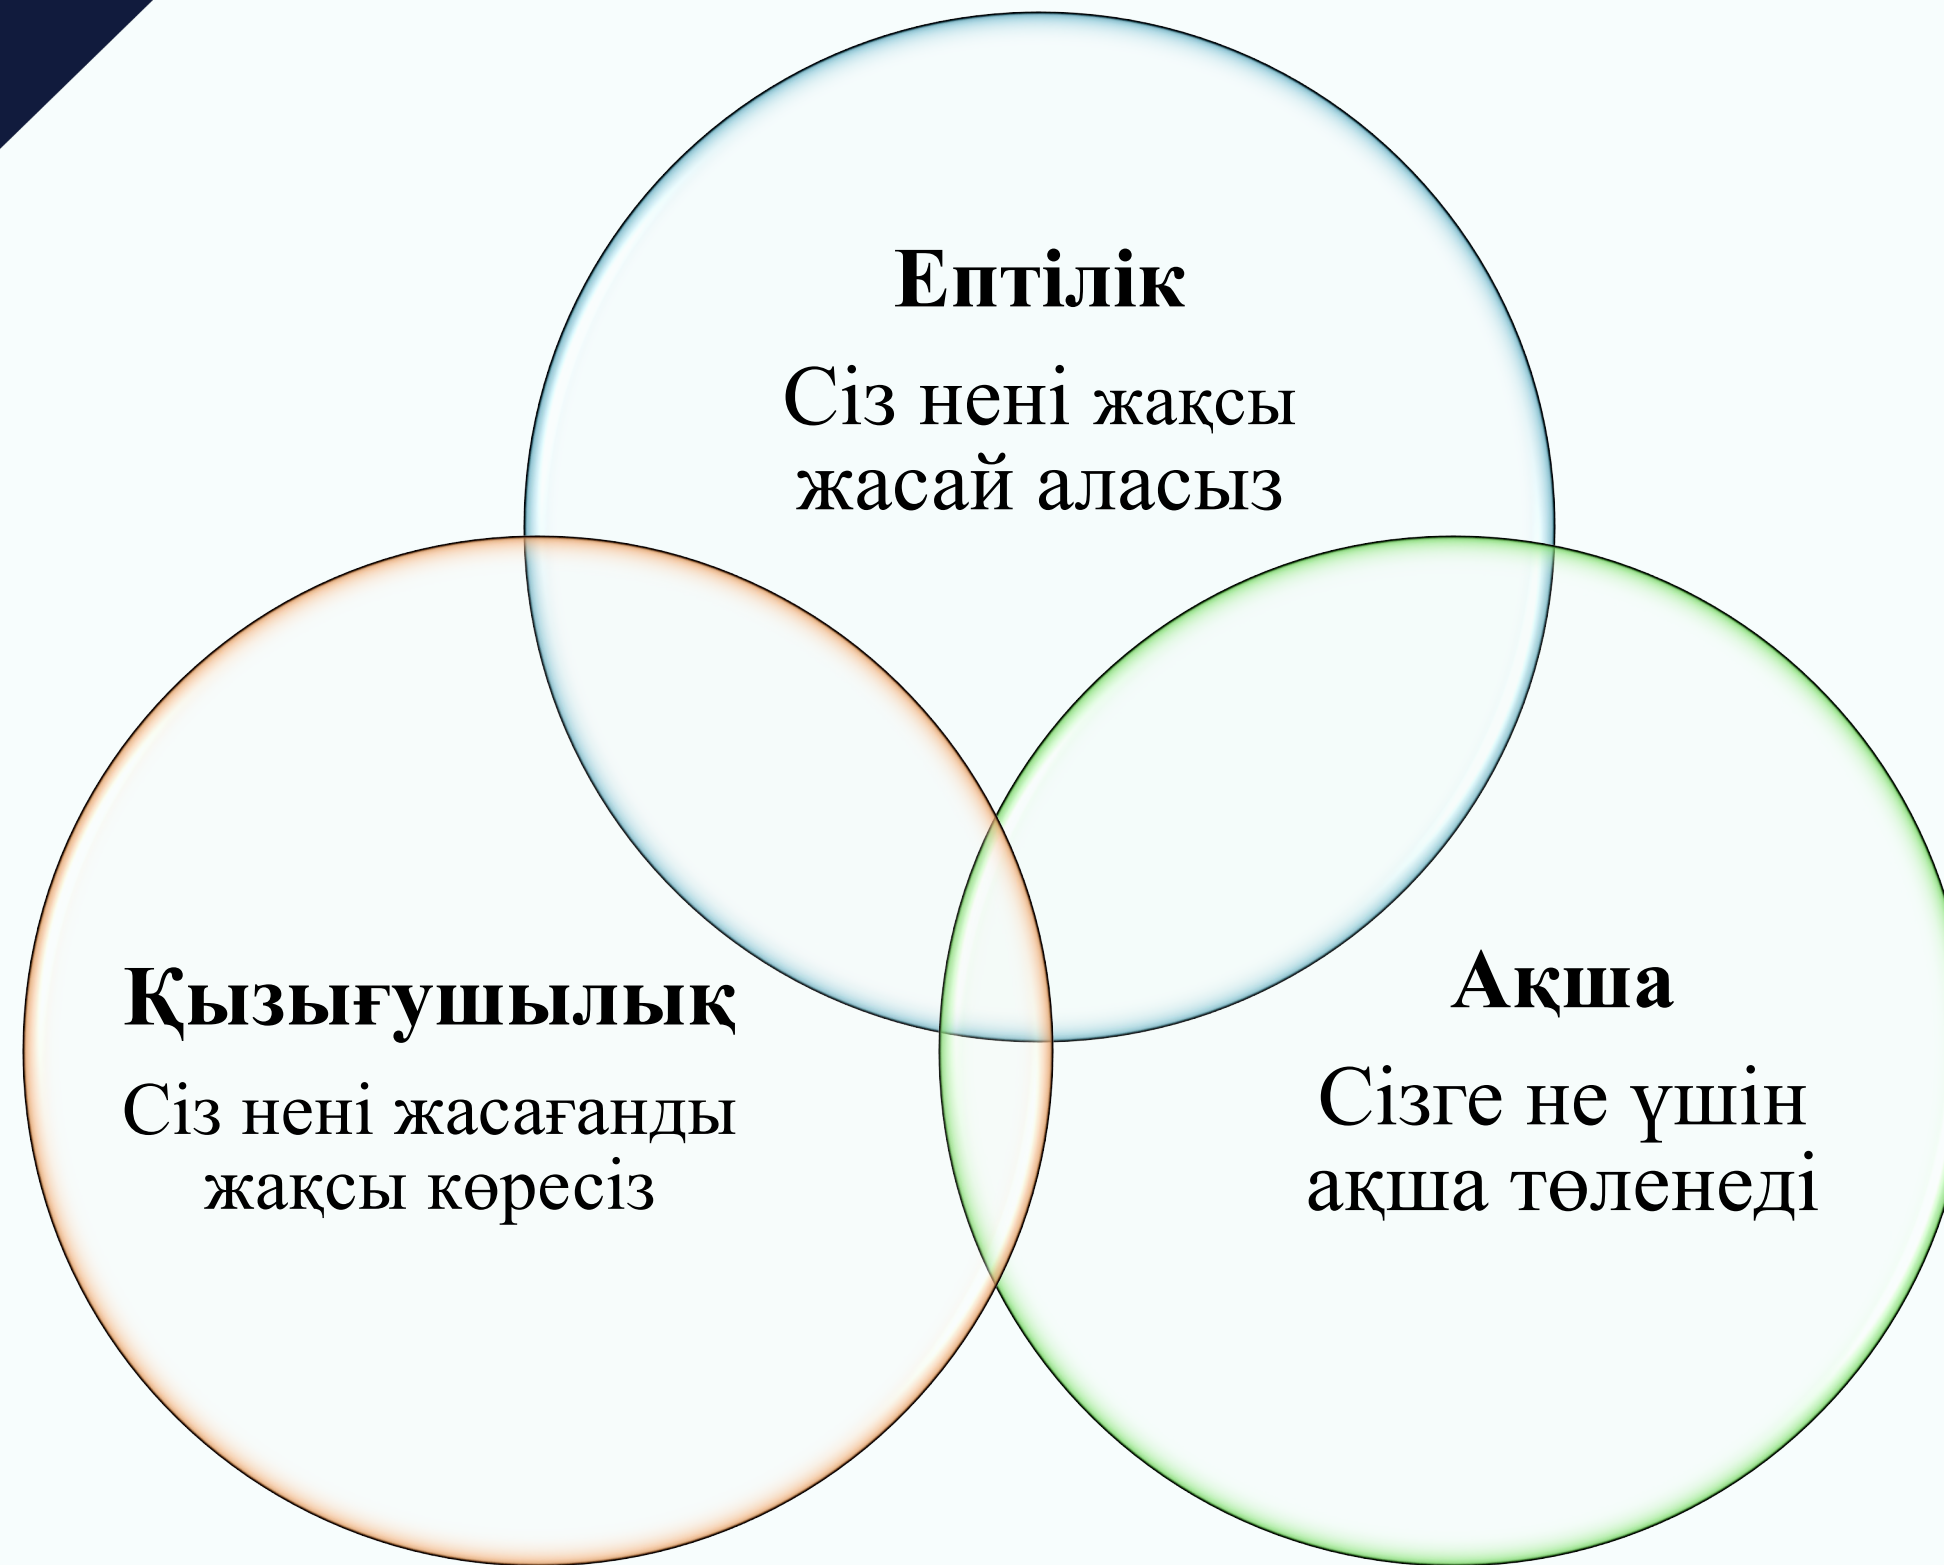 Ептілік
Сіз нені жақсы
жасай аласыз
Қызығушылық
Сіз нені жасағанды
жақсы көресіз
Ақша
Сізге не үшін
ақша төленеді